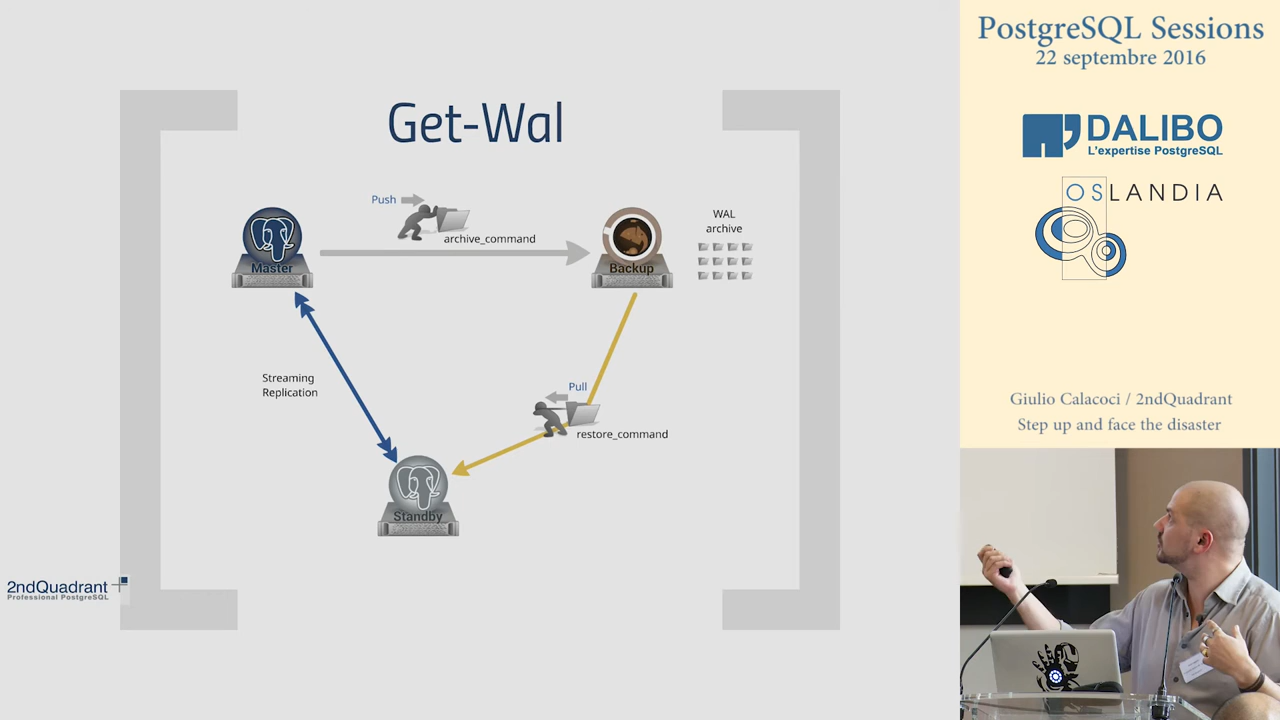 Get-Wal
Push
archive_command
WAL
archive
Master
Backup
Streaming
Replication
Pull
restore_command
Standby
2ndQuadrant
Professional PostgreSQL
PostgreSQL Sessions
22 septembre 2016
DALIBO
L'expertise PostgreSQL
OSLANDIA
Giulio Calacoci / 2ndQuadrant
Step up and face the disaster